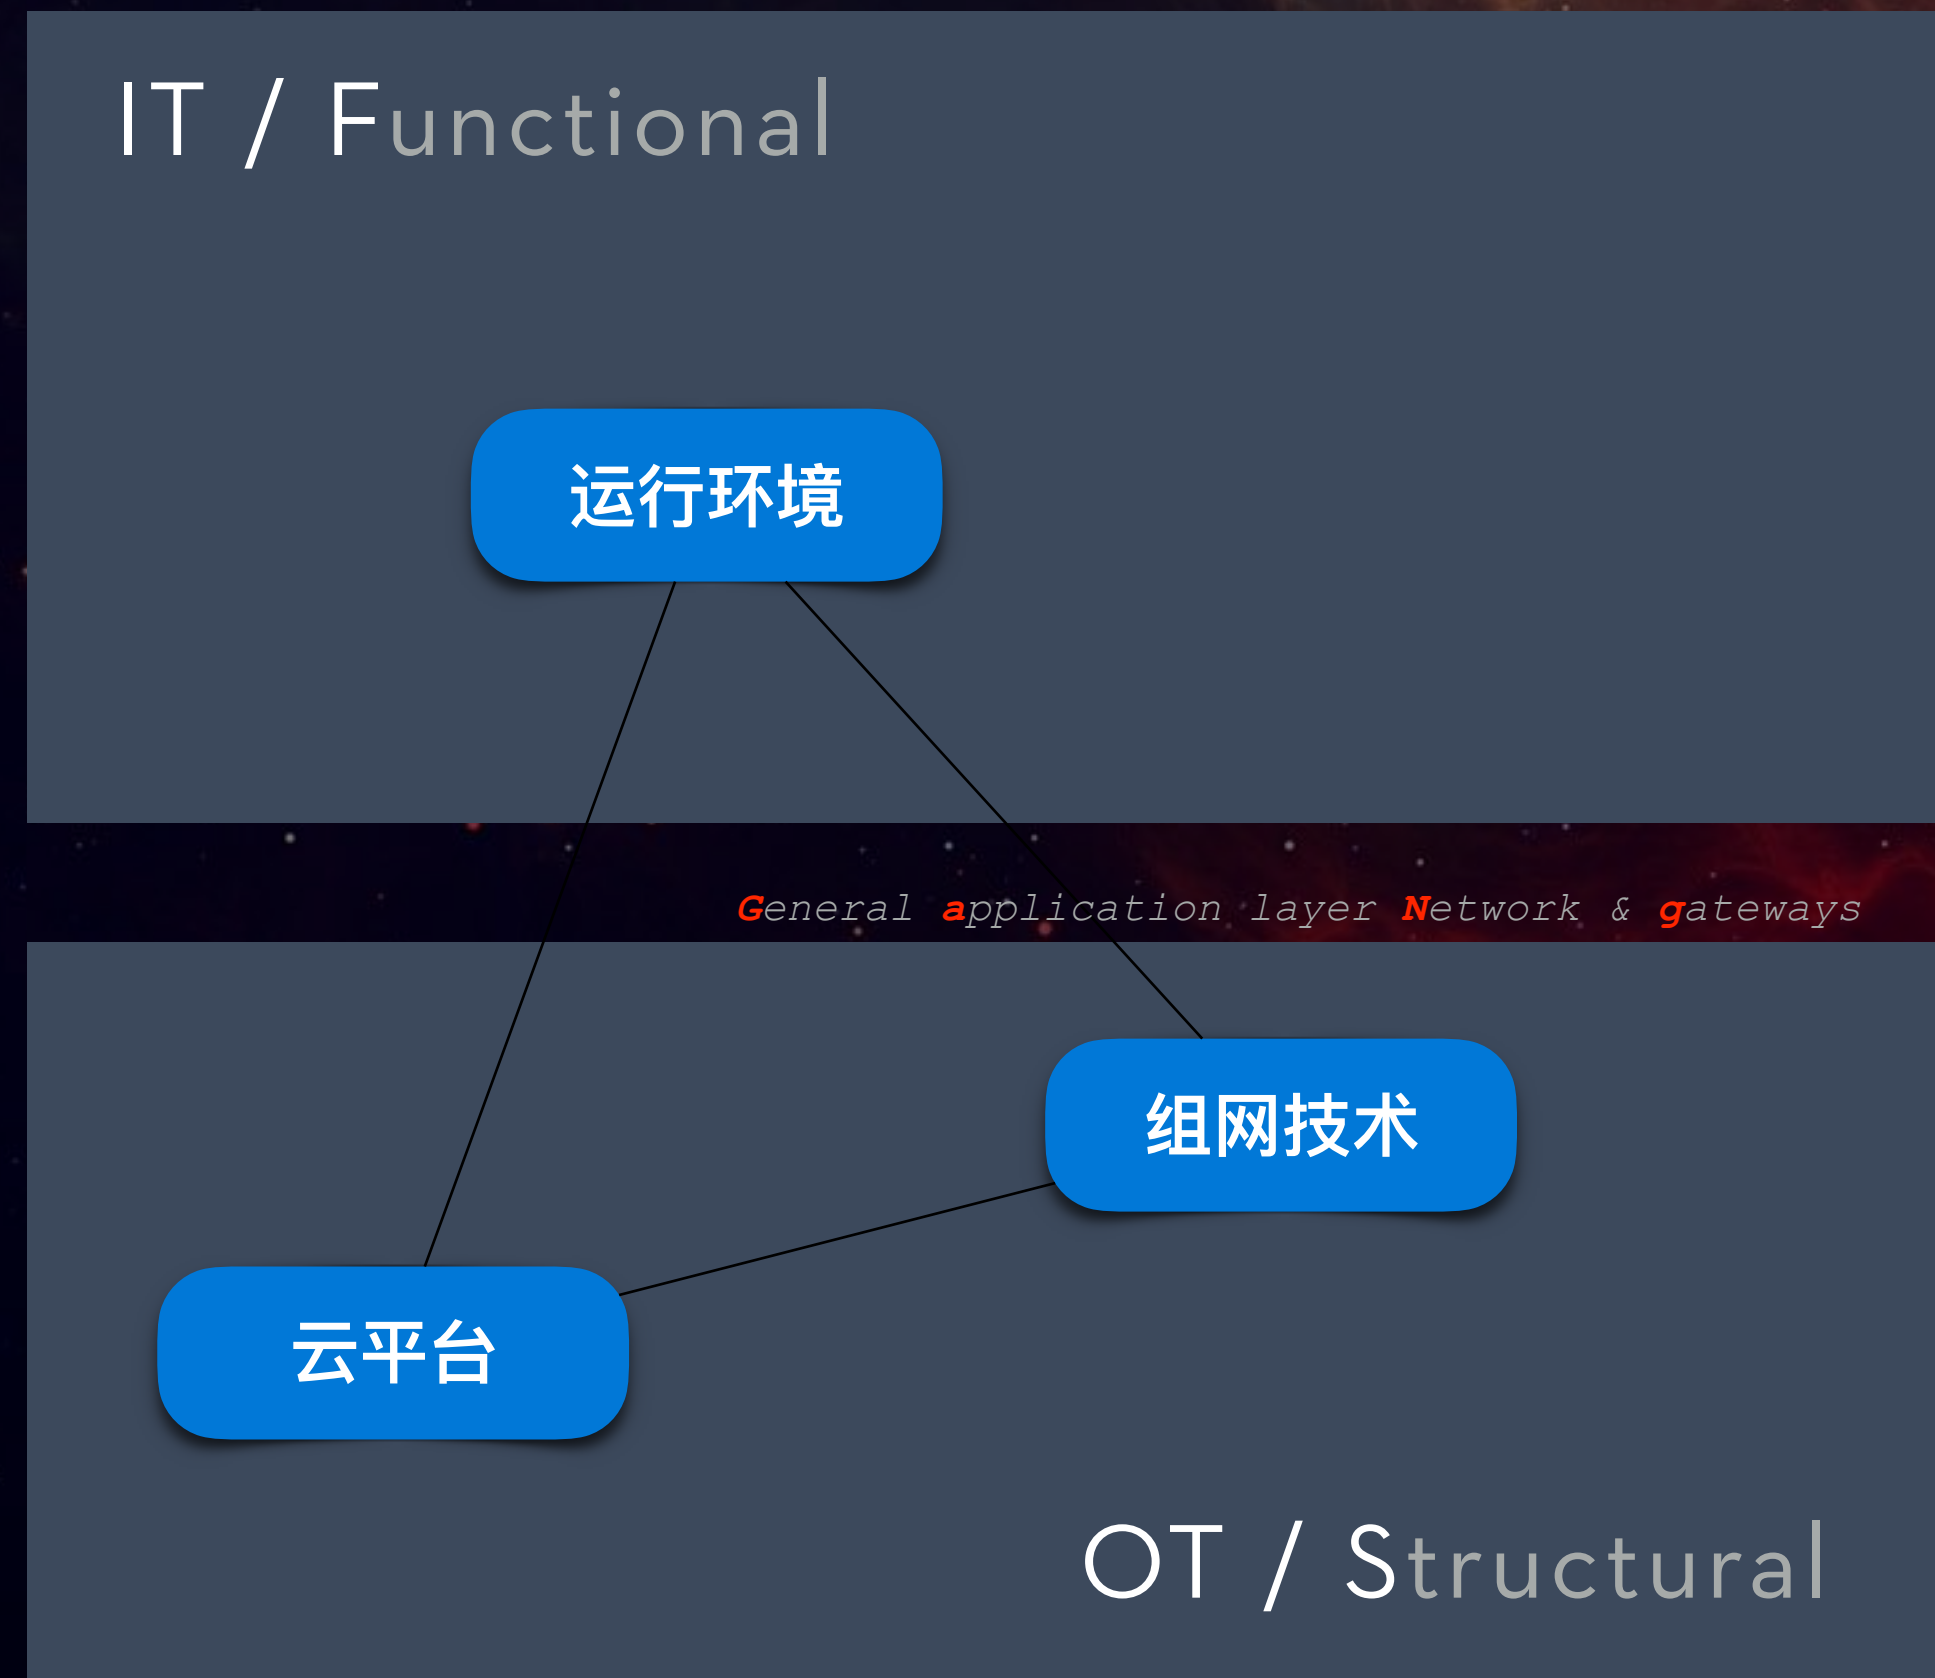 IT / Functional
运行环境
General application layer Network & gateways
组网技术
云平台
OT / Structural